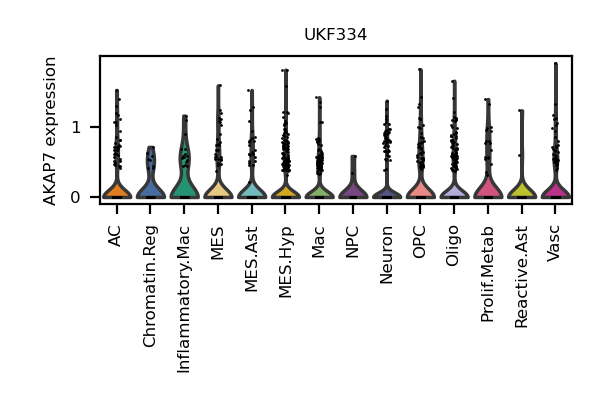 UKF334
AKAP7 expression
1
0
AC
Chromatin.Reg
Inflammatory.Mac
MES
MES.Ast
MES.Hyp
Mac
NPC
Neuron
OPC
Oligo
Prolif.Metab
Reactive.Ast
Vasc